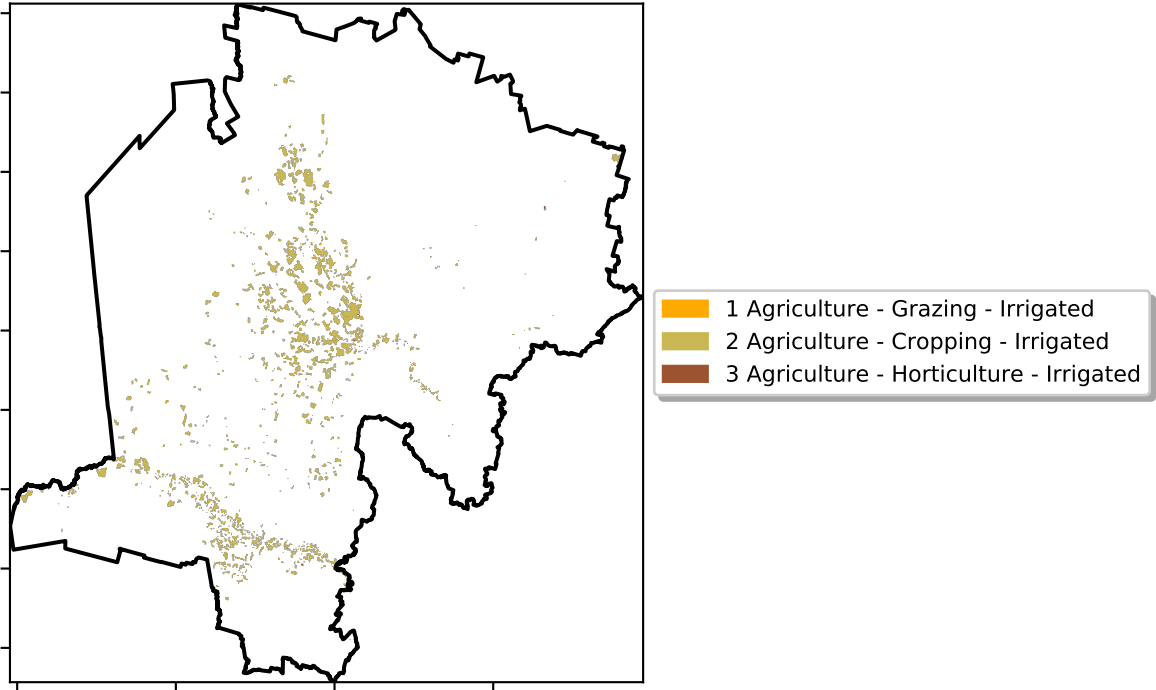 1 Agriculture - Grazing - Irrigated
2 Agriculture - Cropping - Irrigated
3 Agriculture - Horticulture - Irrigated